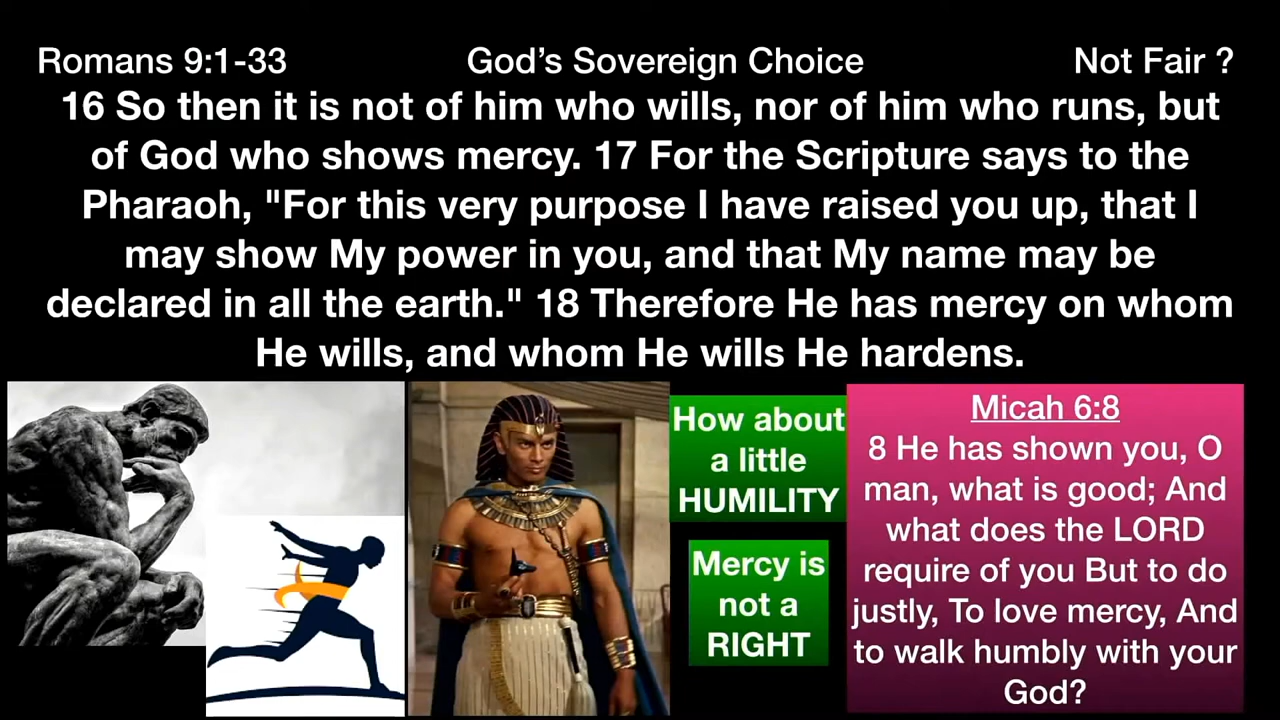 Romans 9:1-33 God’s Sovereign Choice Not Fair ?
16 So then it is not of him who wills, nor of him who runs, but
of God who shows mercy. 17 For the Scripture says to the
Pharaoh, "For this very purpose I have raised you up, that I
may show My power in you, and that My name may be
declared in all the earth." 18 Therefore He has mercy on whom
He wills, and whom He wills He hardens.
How about
a little
HUMILITY
Mercy is
not a
RIGHT
Micah 6:8
8 He has shown you, O
man, what is good; And
what does the LORD
require of you But to do
justly, To love mercy, And
to walk humbly with your
God?